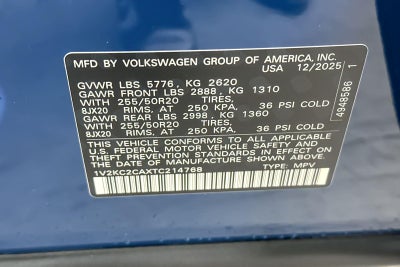 MFD BY VOLKSWAGEN GROUP OF AMERICA, INC.
USA 12/2025
GVWR LBS 5776, KG 2620
GAWR FRONT LBS 2888, KG 1310
WITH 255/50R20 TIRES,
8JX20 RIMS, AT 250 KPA, 36 PSI COLD
GAWR REAR LBS 2998, KG 1360
WITH 255/50R20 TIRES,
8JX20 RIMS, AT 250 KPA, 36 PSI COLD
THIS VEHICLE CONFORMS TO ALL APPLICABLE
U.S. FEDERAL MOTOR VEHICLE SAFETY AND
THEFT PREVENTION STANDARDS IN EFFECT ON
THE DATE OF MANUFACTURE SHOWN ABOVE.
1V2KC2CAXTC214768 TYPE: MPV
4948586 1